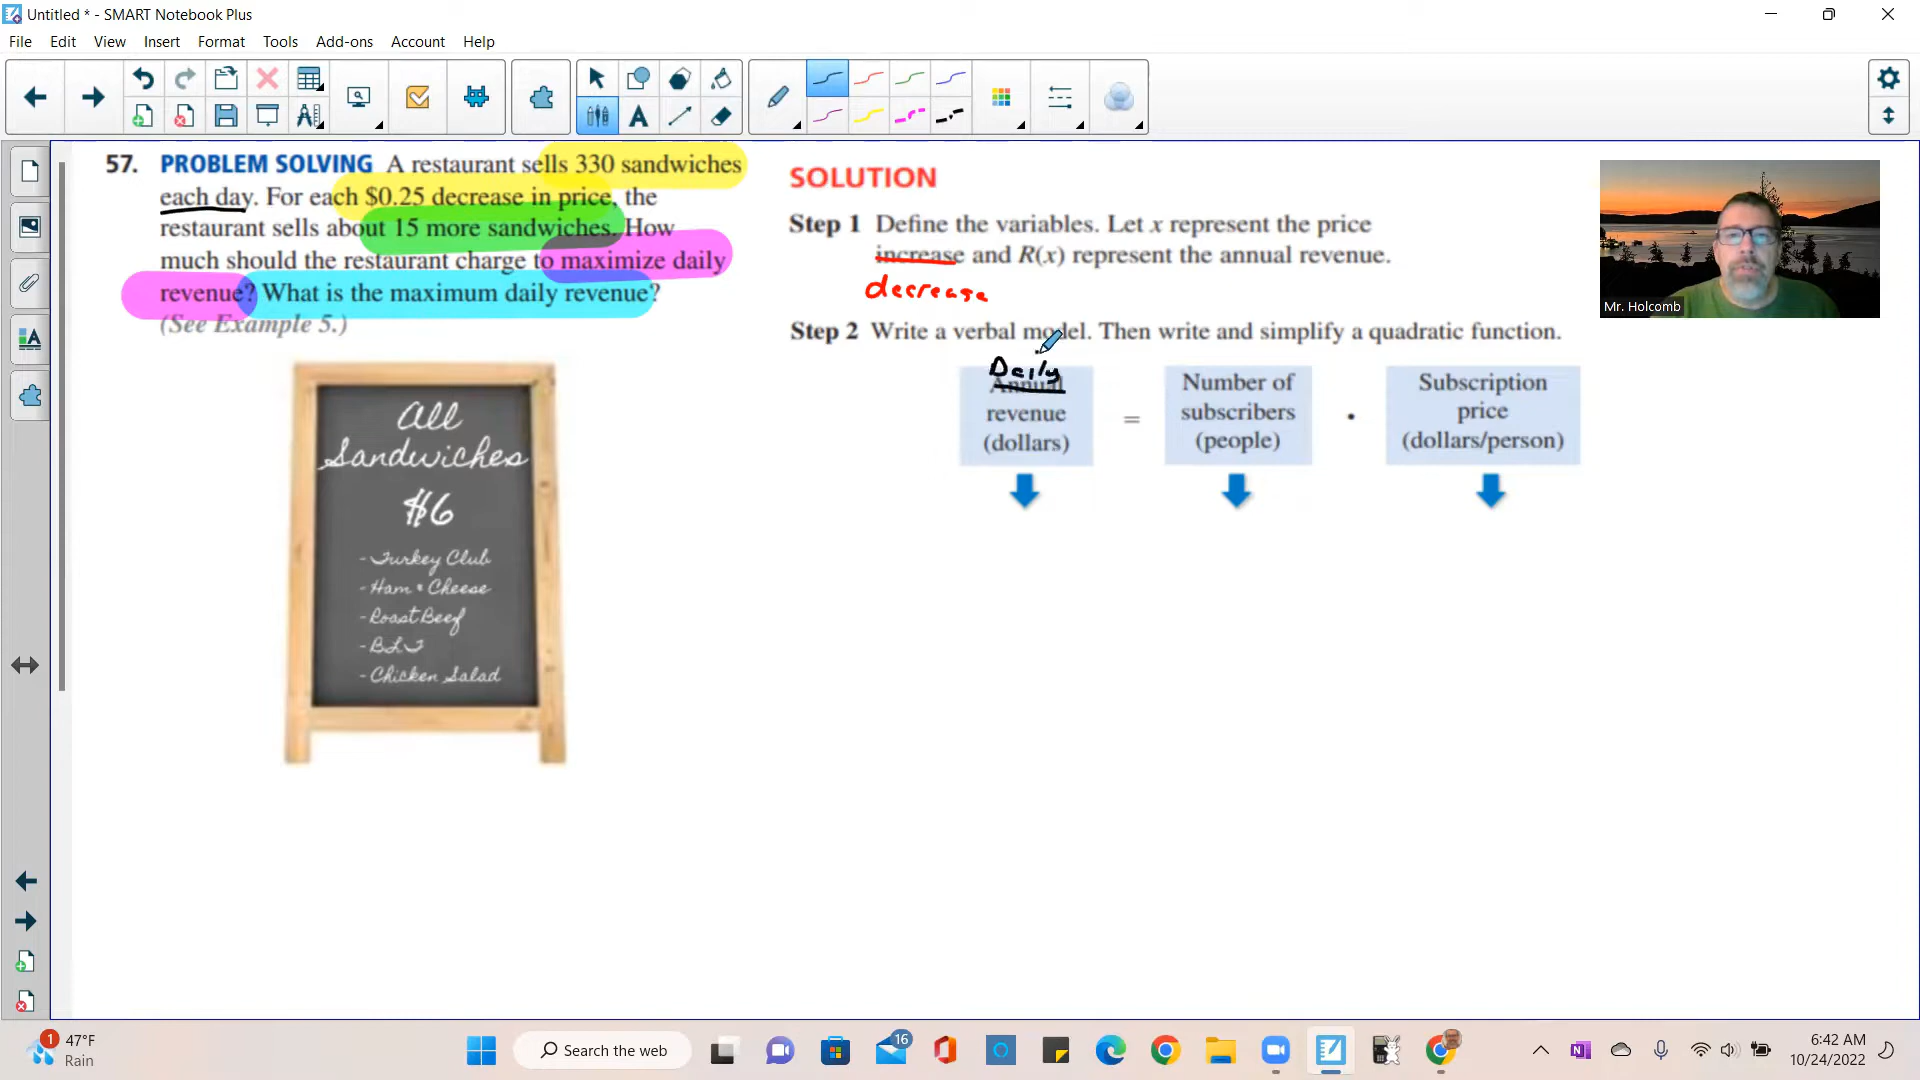 Untitled * - SMART Notebook Plus
File Edit View Insert Format Tools Add-ons Account Help
57. PROBLEM SOLVING A restaurant sells 330 sandwiches
each day. For each $0.25 decrease in price, the
restaurant sells about 15 more sandwiches. How
much should the restaurant charge to maximize daily
revenue? What is the maximum daily revenue?
(See Example 5.)
All
Sandwiches
$6
- Turkey Club
- Ham & Cheese
- Roast Beef
- BLT
- Chicken Salad
SOLUTION
Step 1 Define the variables. Let x represent the price
increase and R(x) represent the annual revenue.
decrease
Step 2 Write a verbal model. Then write and simplify a quadratic function.
Daily
Annual
revenue
(dollars)
=
Number of
subscribers
(people)
•
Subscription
price
(dollars/person)
Mr. Holcomb
1
47°F
Rain
Search the web
16
6:42 AM
10/24/2022